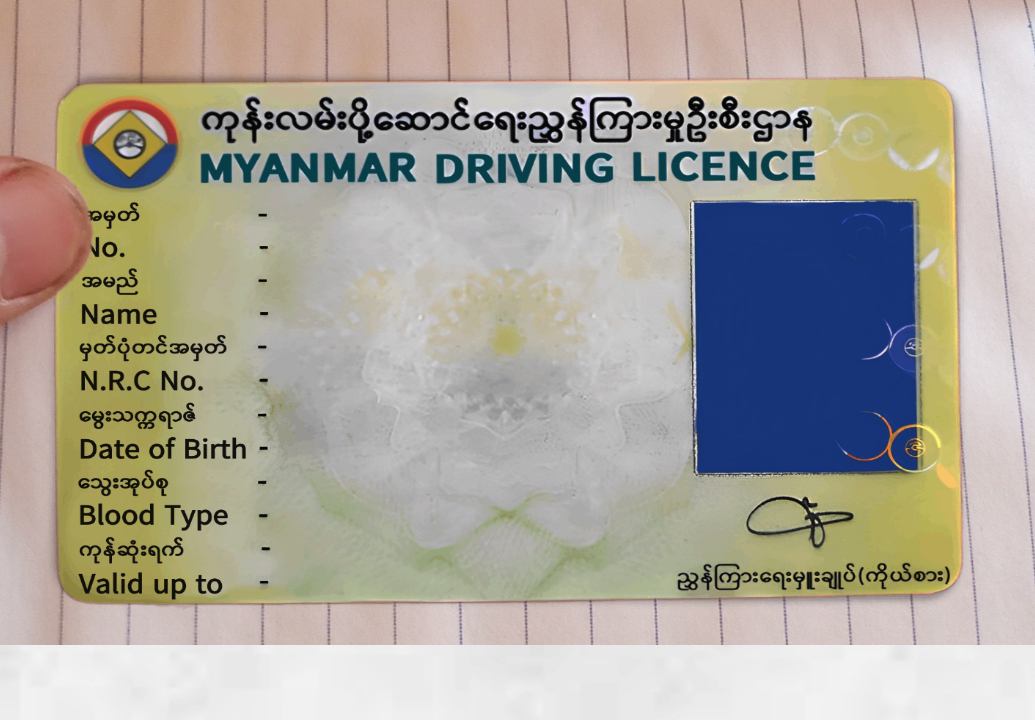 ကုန်းလမ်းပို့ဆောင်ရေးညွှန်ကြားမှုဦးစီးဌာန
MYANMAR DRIVING LICENCE
အမှတ် -
No. -
အမည် -
Name -
မှတ်ပုံတင်အမှတ် -
N.R.C No. -
မွေးသက္ကရာဇ် -
Date of Birth -
သွေးအုပ်စု -
Blood Type -
ကုန်ဆုံးရက် -
Valid up to -
ညွှန်ကြားရေးမှူးချုပ်(ကိုယ်စား)